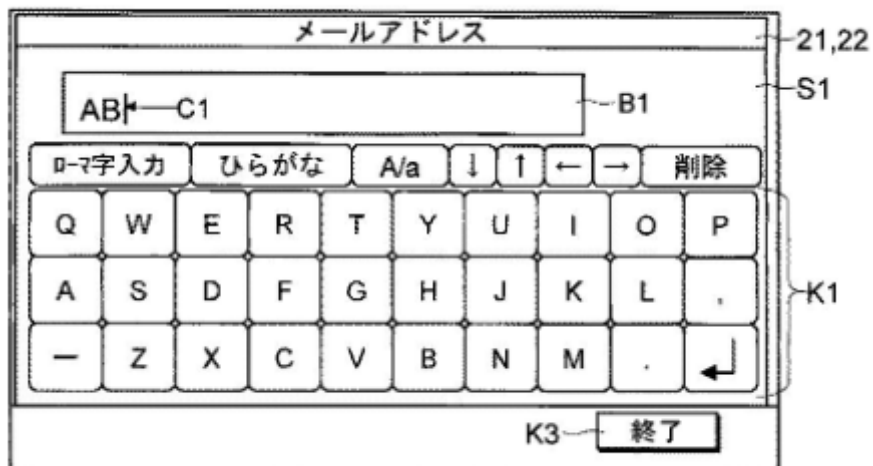 メールアドレス
21,22
S1
AB
C1
B1
ローマ字入力 ひらがな A/a ↓ ↑ ← → 削除
Q W E R T Y U I O P
K1
A S D F G H J K L ,
ー Z X C V B N M .
K3
終了